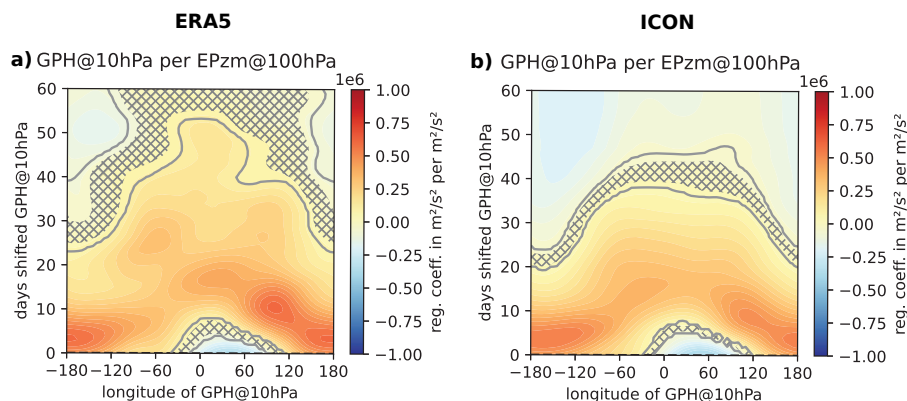 ERA5
ICON
a) GPH@10hPa per EPzm@100hPa
b) GPH@10hPa per EPzm@100hPa
1e6
1e6
days shifted GPH@10hPa
60
50
40
30
20
10
0
−180 −120 −60 0 60 120 180
longitude of GPH@10hPa
1.00
0.75
0.50
0.25
0.00
−0.25
−0.50
−0.75
−1.00
reg. coeff. in m²/s² per m²/s²
days shifted GPH@10hPa
60
50
40
30
20
10
0
−180 −120 −60 0 60 120 180
longitude of GPH@10hPa
1.00
0.75
0.50
0.25
0.00
−0.25
−0.50
−0.75
−1.00
reg. coeff. in m²/s² per m²/s²